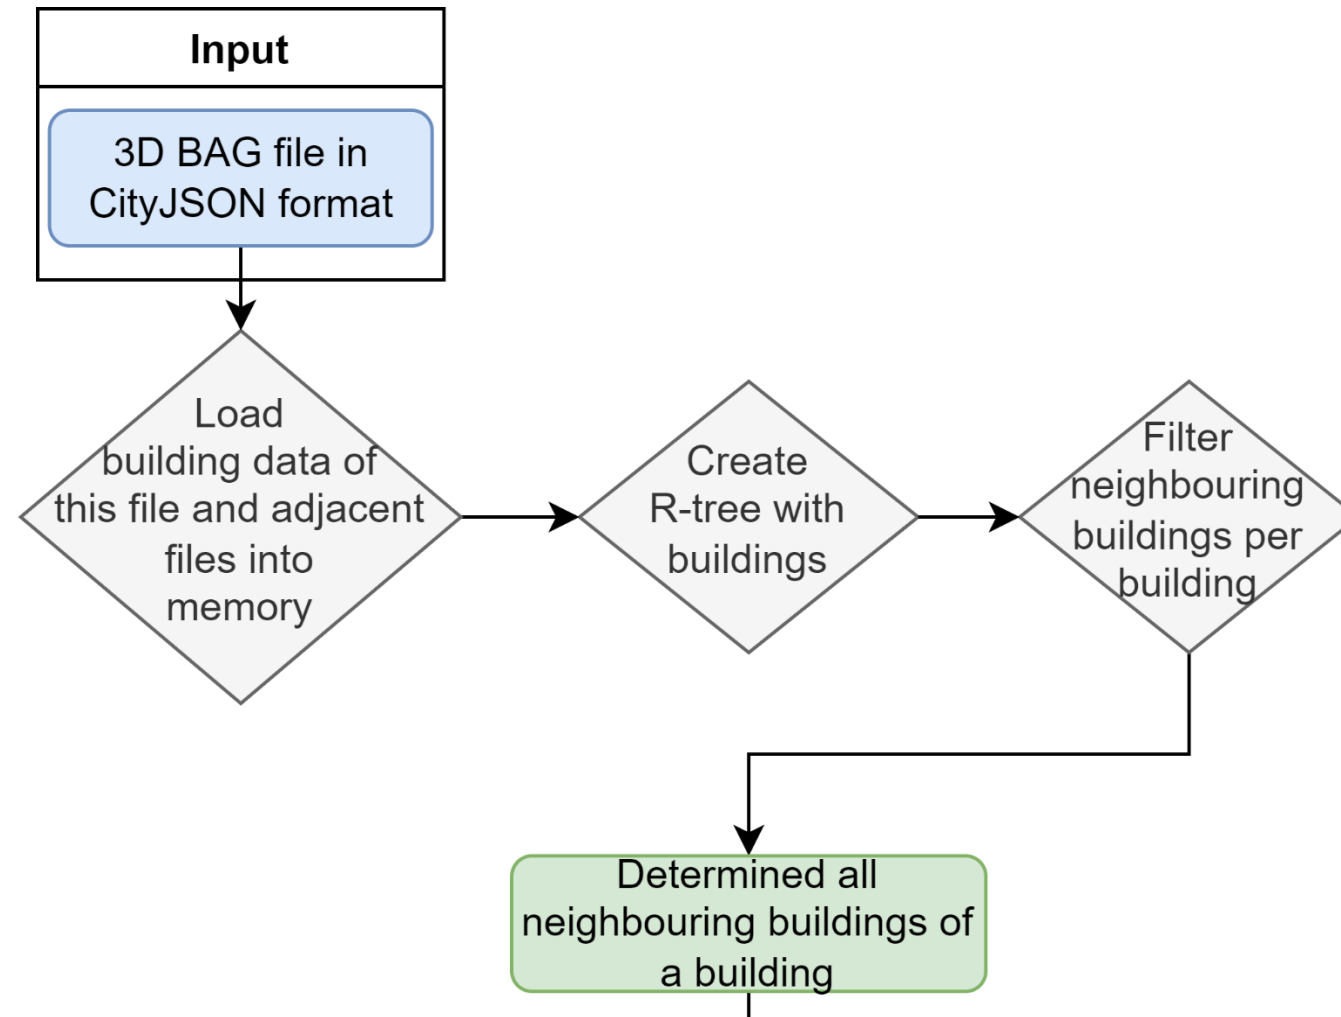 Input
3D BAG file in
CityJSON format
Load
building data of
this file and adjacent
files into
memory
Create
R-tree with
buildings
Filter
neighbouring
buildings per
building
Determined all
neighbouring buildings of
a building